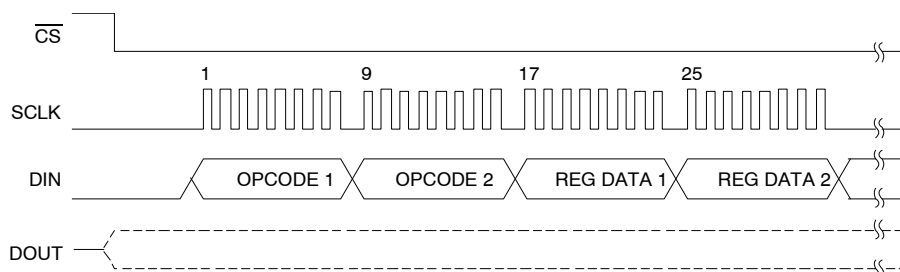 CS
1 9 17 25
SCLK
DIN OPCODE 1 OPCODE 2 REG DATA 1 REG DATA 2
DOUT